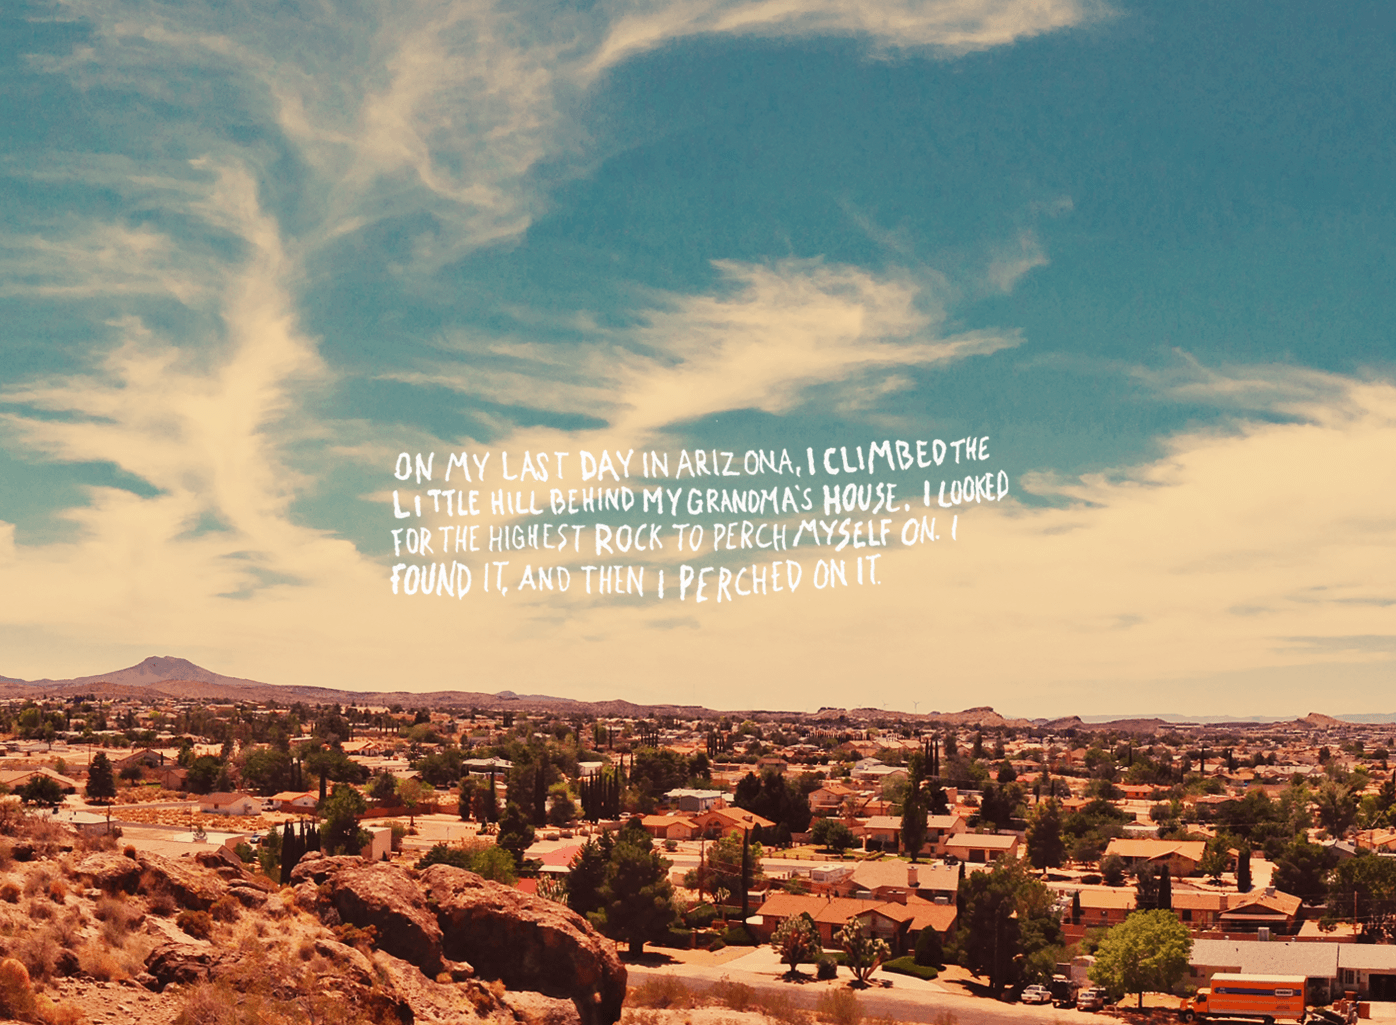 ON MY LAST DAY IN ARIZONA, I CLIMBED THE
LITTLE HILL BEHIND MY GRANDMA'S HOUSE. I LOOKED
FOR THE HIGHEST ROCK TO PERCH MYSELF ON. I
FOUND IT, AND THEN I PERCHED ON IT.